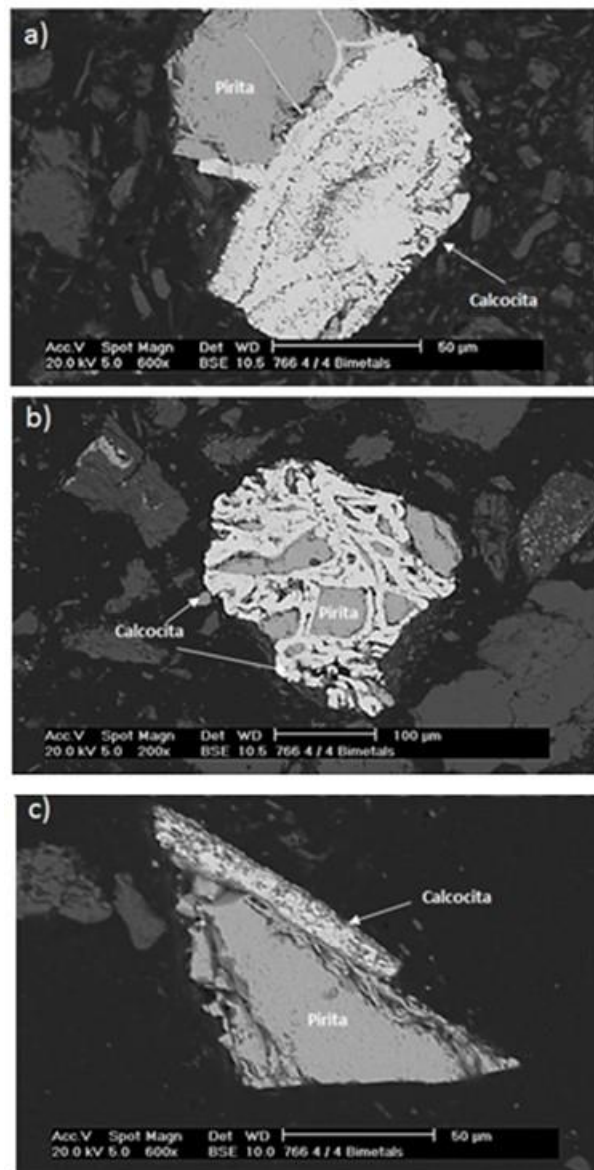 a)
Pirita
Calcocita
Acc.V Spot Magn Det WD 50 µm
20.0 kV 5.0 600x BSE 10.5 766 4 / 4 Bimetals
b)
Pirita
Calcocita
Acc.V Spot Magn Det WD 100 µm
20.0 kV 5.0 200x BSE 10.5 766 4 / 4 Bimetals
c)
Calcocita
Pirita
Acc.V Spot Magn Det WD 50 µm
20.0 kV 5.0 600x BSE 10.0 766 4 / 4 Bimetals